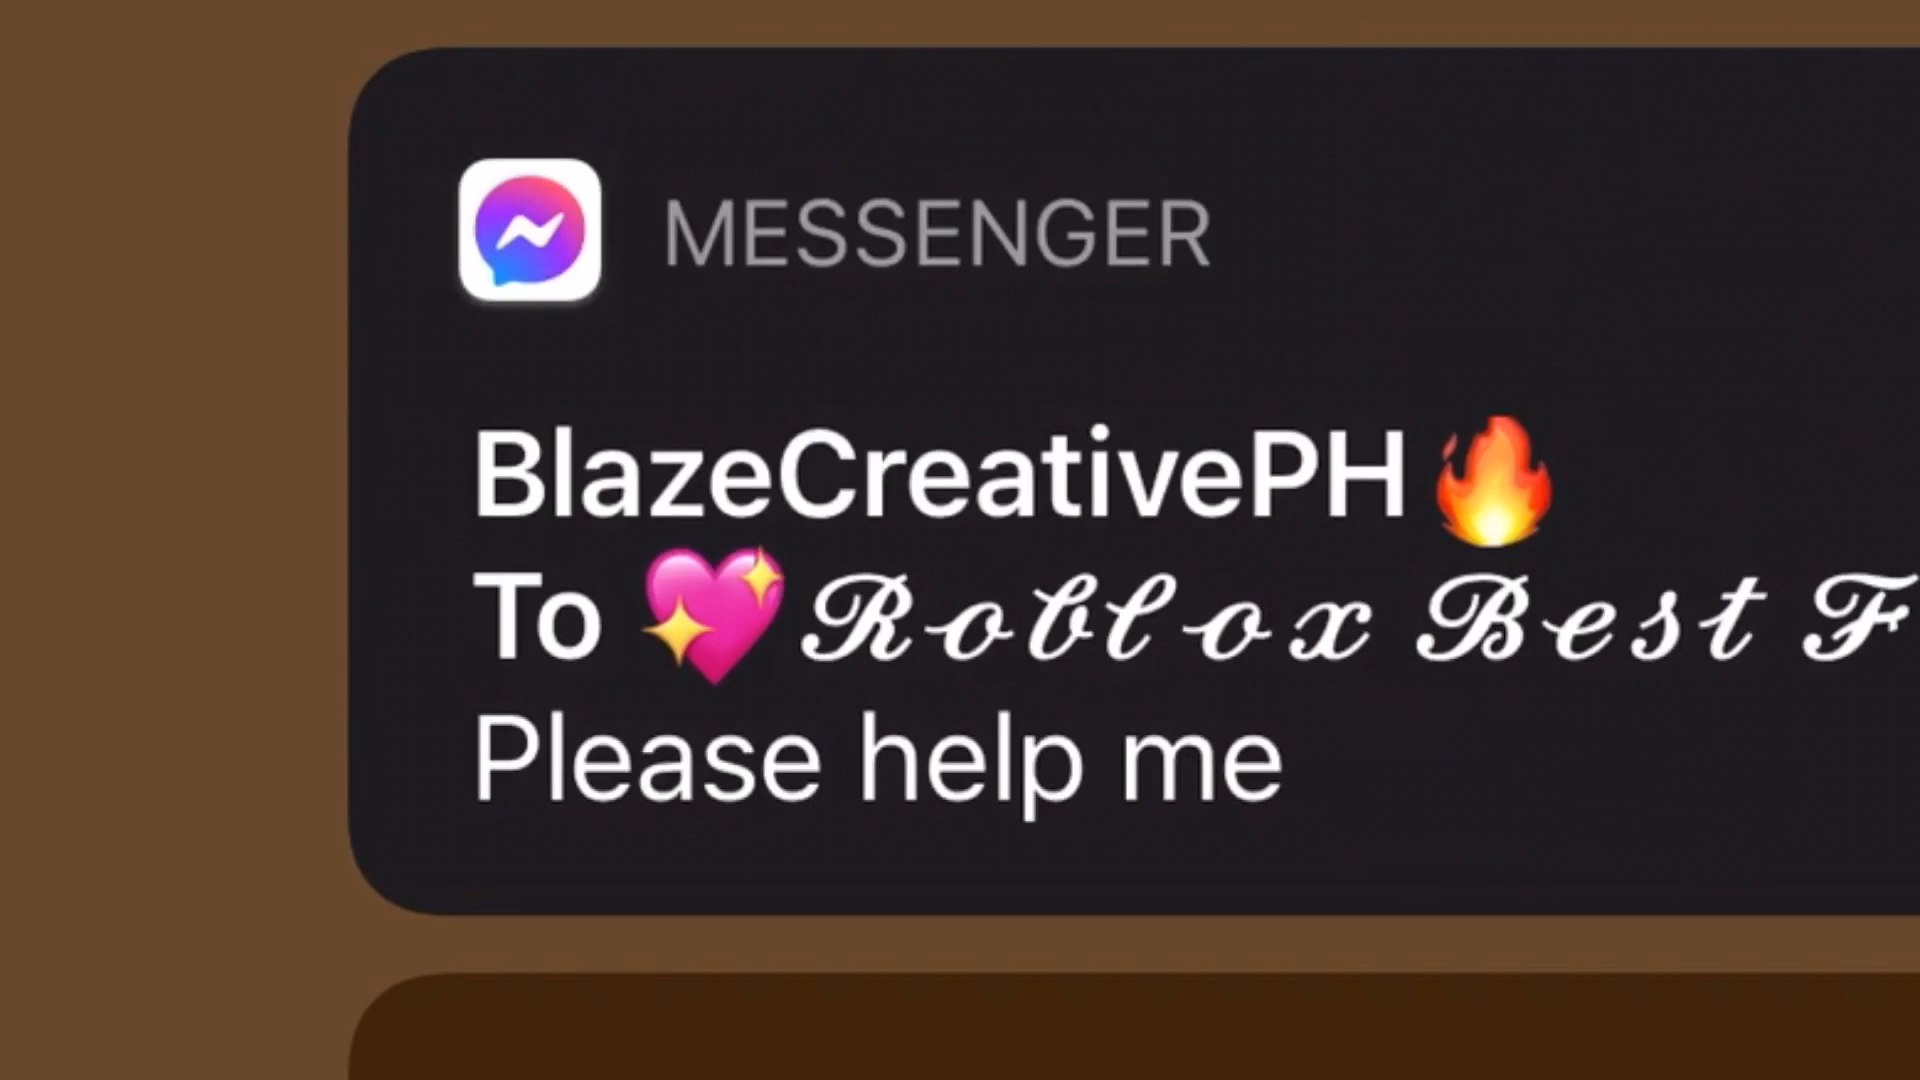 MESSENGER
BlazeCreativePH🔥
To 💖ℛℴ𝒷𝓁ℴ𝓍 ℬℯ𝓈𝓉 ℱ
Please help me